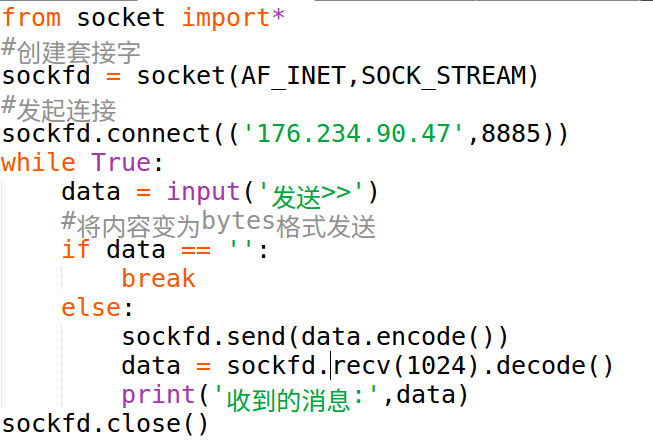 from socket import*
#创建套接字
sockfd = socket(AF_INET,SOCK_STREAM)
#发起连接
sockfd.connect(('176.234.90.47',8885))
while True:
    data = input('发送>>')
    #将内容变为bytes格式发送
    if data == '':
        break
    else:
        sockfd.send(data.encode())
        data = sockfd.recv(1024).decode()
        print('收到的消息:',data)
sockfd.close()